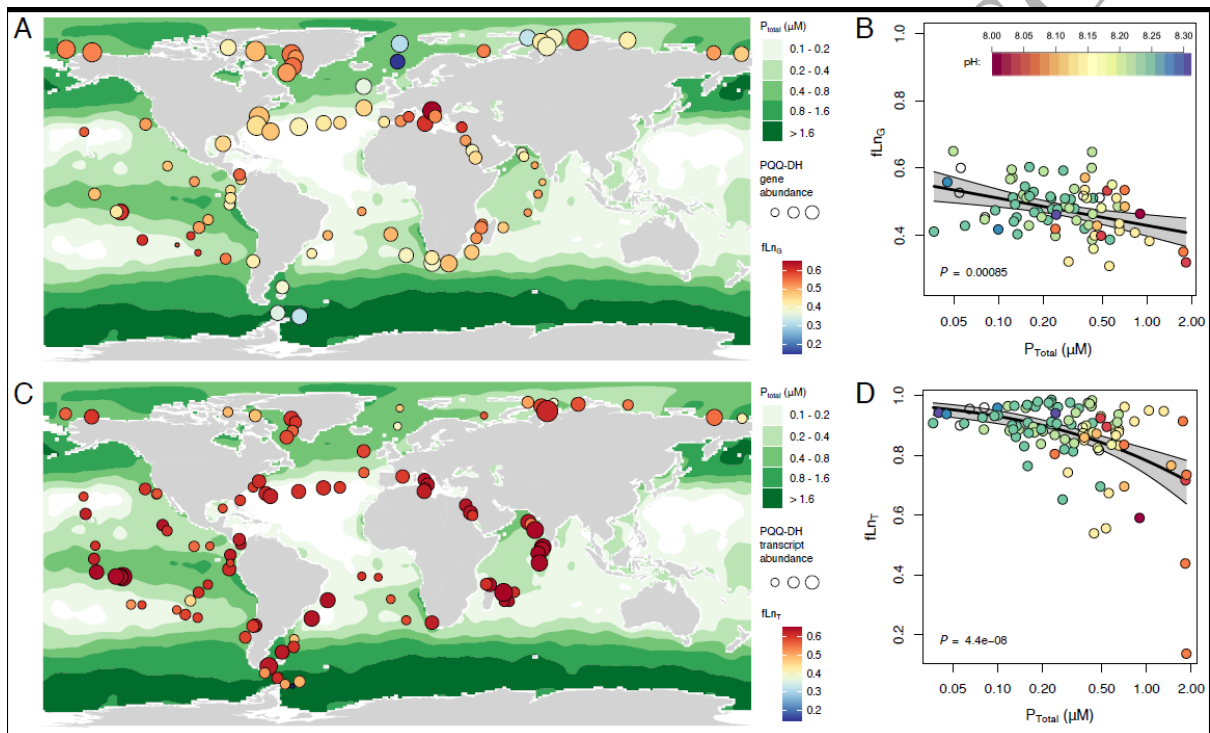 A
P_total (µM)
0.1 - 0.2
0.2 - 0.4
0.4 - 0.8
0.8 - 1.6
> 1.6
PQQ-DH
gene
abundance
fLn_G
0.6
0.5
0.4
0.3
0.2
B
8.00 8.05 8.10 8.15 8.20 8.25 8.30
pH:
1.0
0.8
0.6
0.4
fLn_G
P = 0.00085
0.05 0.10 0.20 0.50 1.00 2.00
P_Total (µM)
C
P_total (µM)
0.1 - 0.2
0.2 - 0.4
0.4 - 0.8
0.8 - 1.6
> 1.6
PQQ-DH
transcript
abundance
fLn_T
0.6
0.5
0.4
0.3
0.2
D
1.0
0.8
0.6
0.4
0.2
fLn_T
P = 4.4e−08
0.05 0.10 0.20 0.50 1.00 2.00
P_Total (µM)